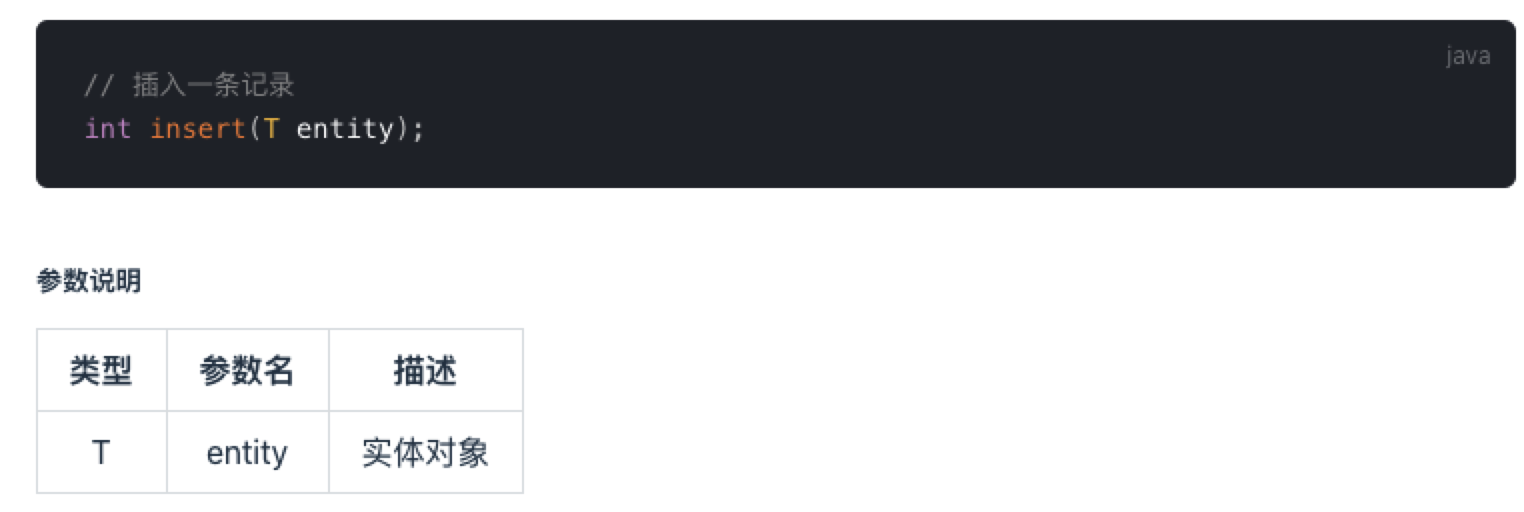 java
// 插入一条记录
int insert(T entity);
参数说明
类型 参数名 描述
T entity 实体对象